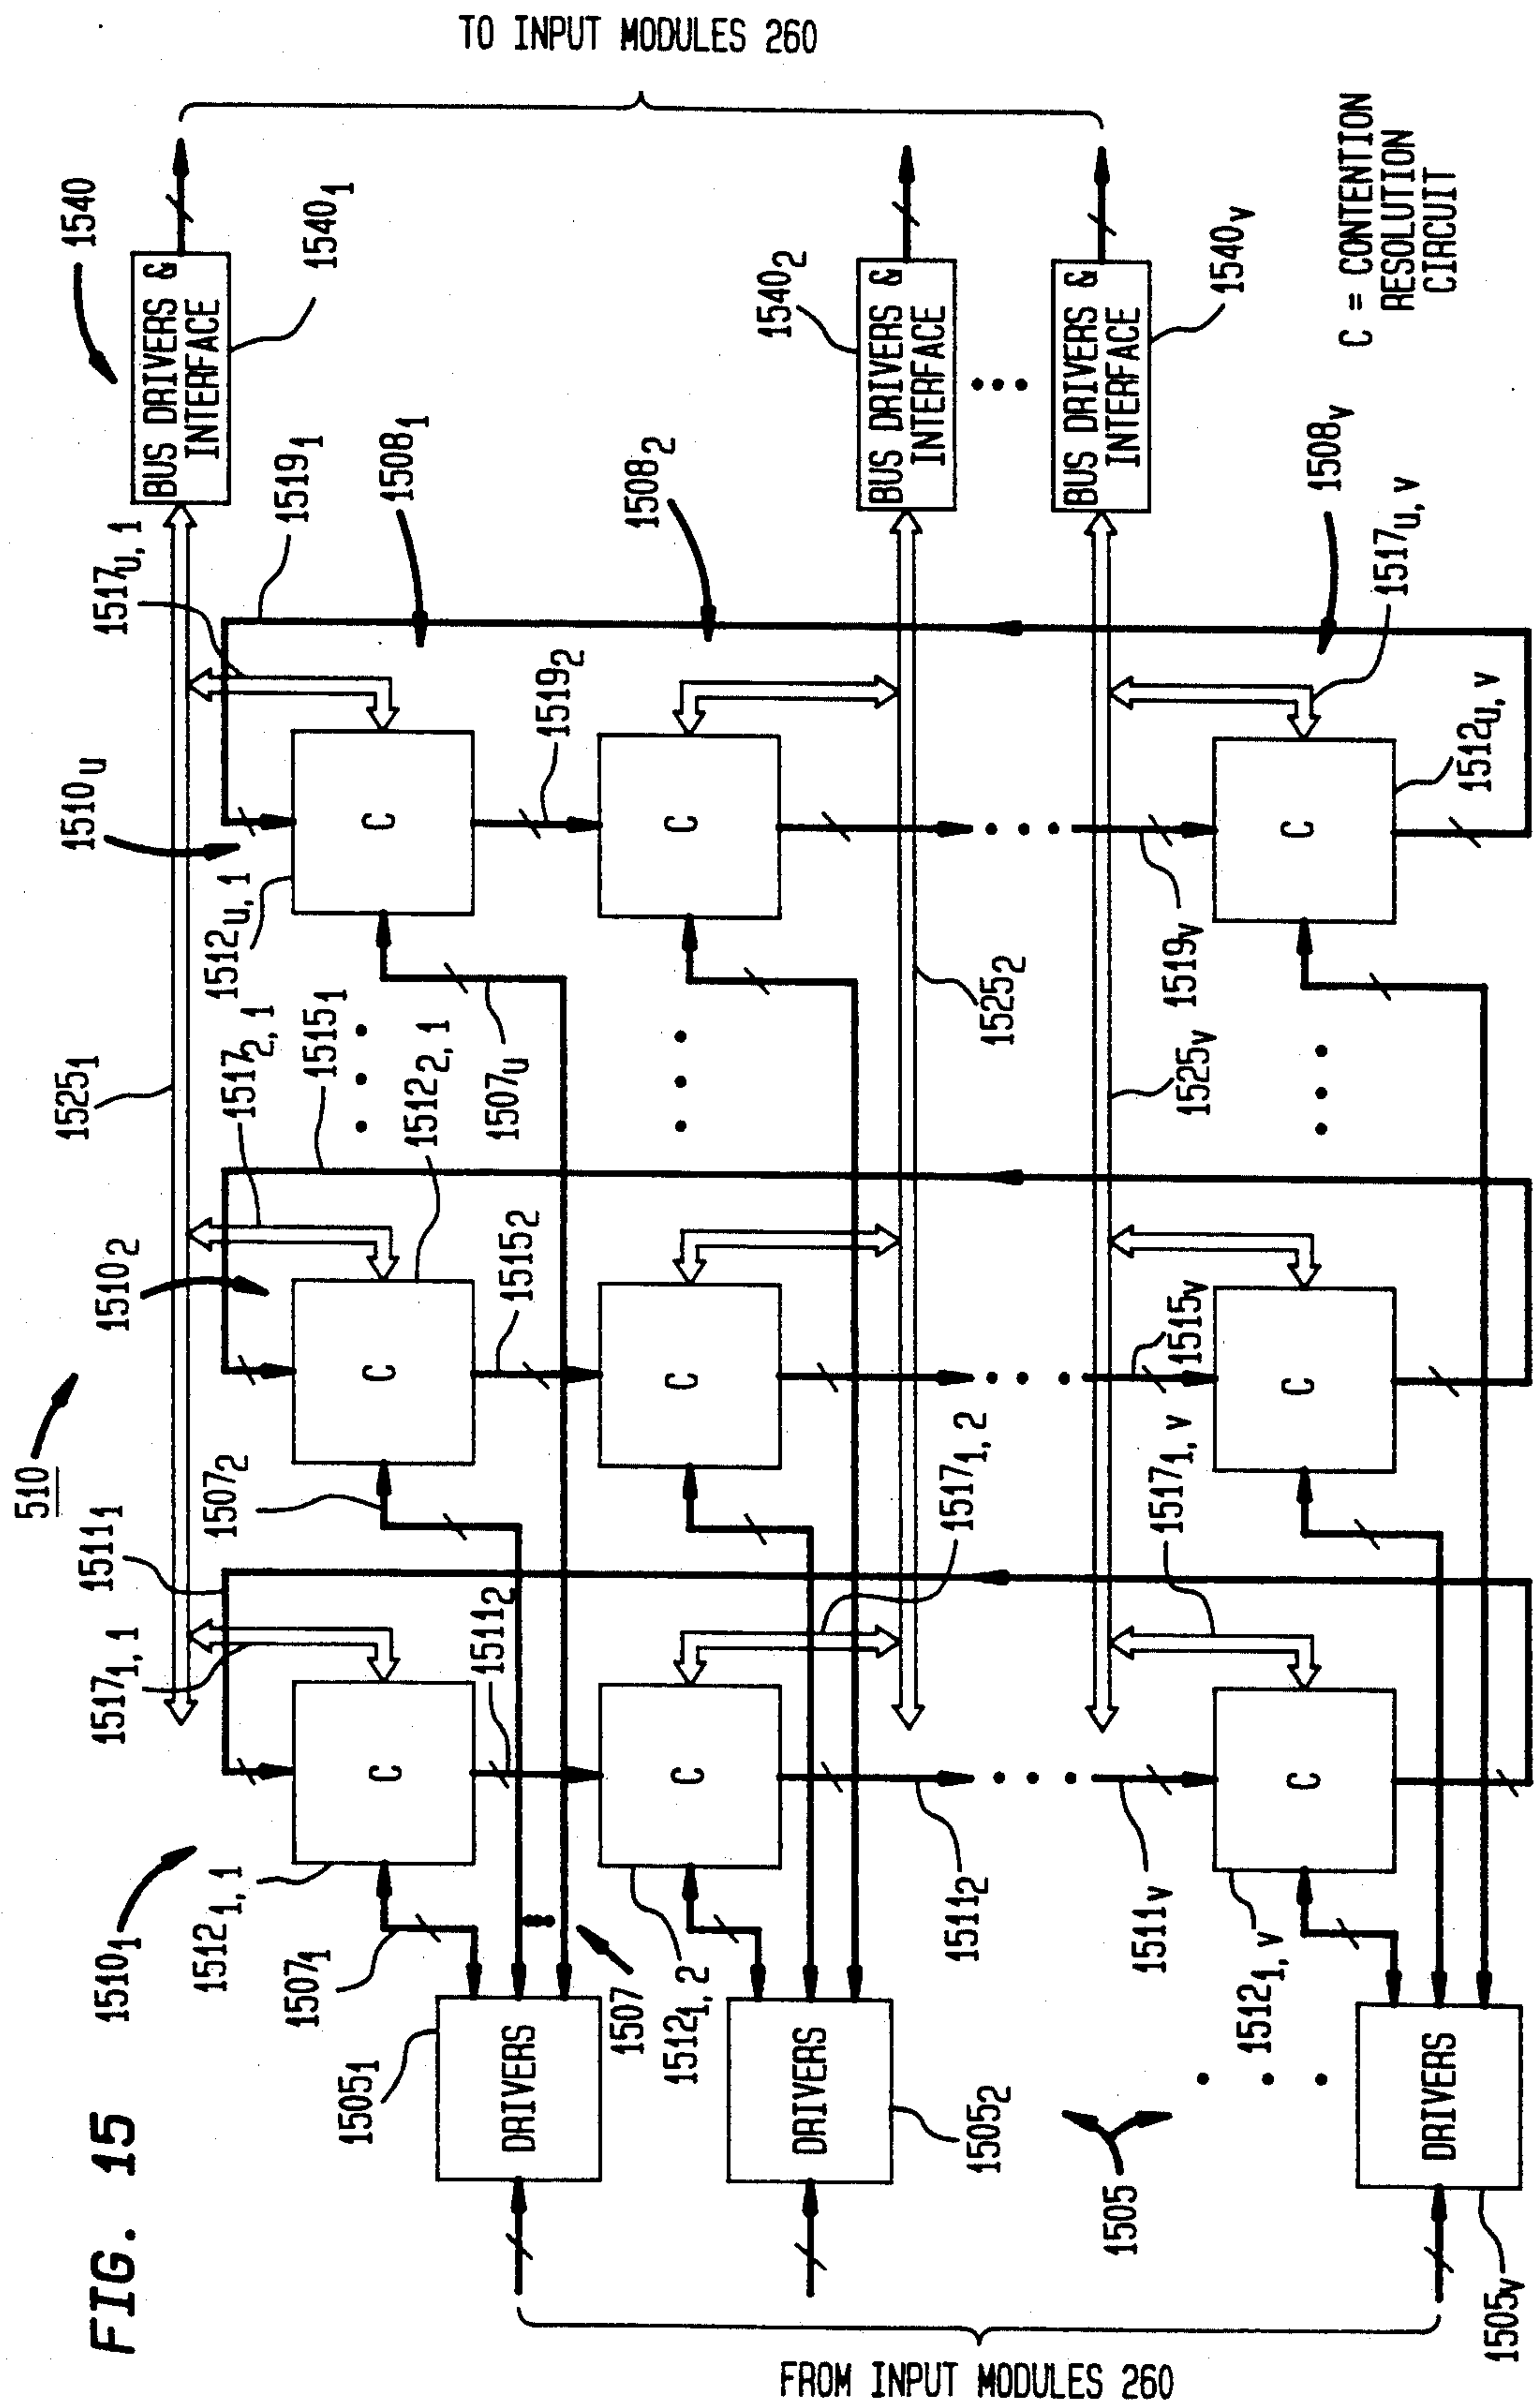 FIG. 15
510
1540
TO INPUT MODULES 260
BUS DRIVERS &
INTERFACE
1540₁
1525₁
1517₁,₁
1511₁
1510₁
1510₂
1517₂,₁
1515₁
1510ᵤ
1517ᵤ,₁
1519₁
1508₁
1512₁,₁
1507₁
C
1507₂
C
1512₂,₁
1512ᵤ,₁
C
1507ᵤ
1505₁
DRIVERS
1507
1511₂
1515₂
1519₂
1508₂
1512₁,₂
C
C
C
1540₂
BUS DRIVERS &
INTERFACE
DRIVERS
1505₂
1511₂
1517₁,₂
1525₂
1505
BUS DRIVERS &
INTERFACE
1540ᵥ
1511ᵥ
1517₁,ᵥ
1515ᵥ
1525ᵥ
1519ᵥ
1508ᵥ
1512₁,ᵥ
C
C
C
1517ᵤ,ᵥ
1512ᵤ,ᵥ
DRIVERS
1505ᵥ
FROM INPUT MODULES 260
C = CONTENTION
RESOLUTION
CIRCUIT